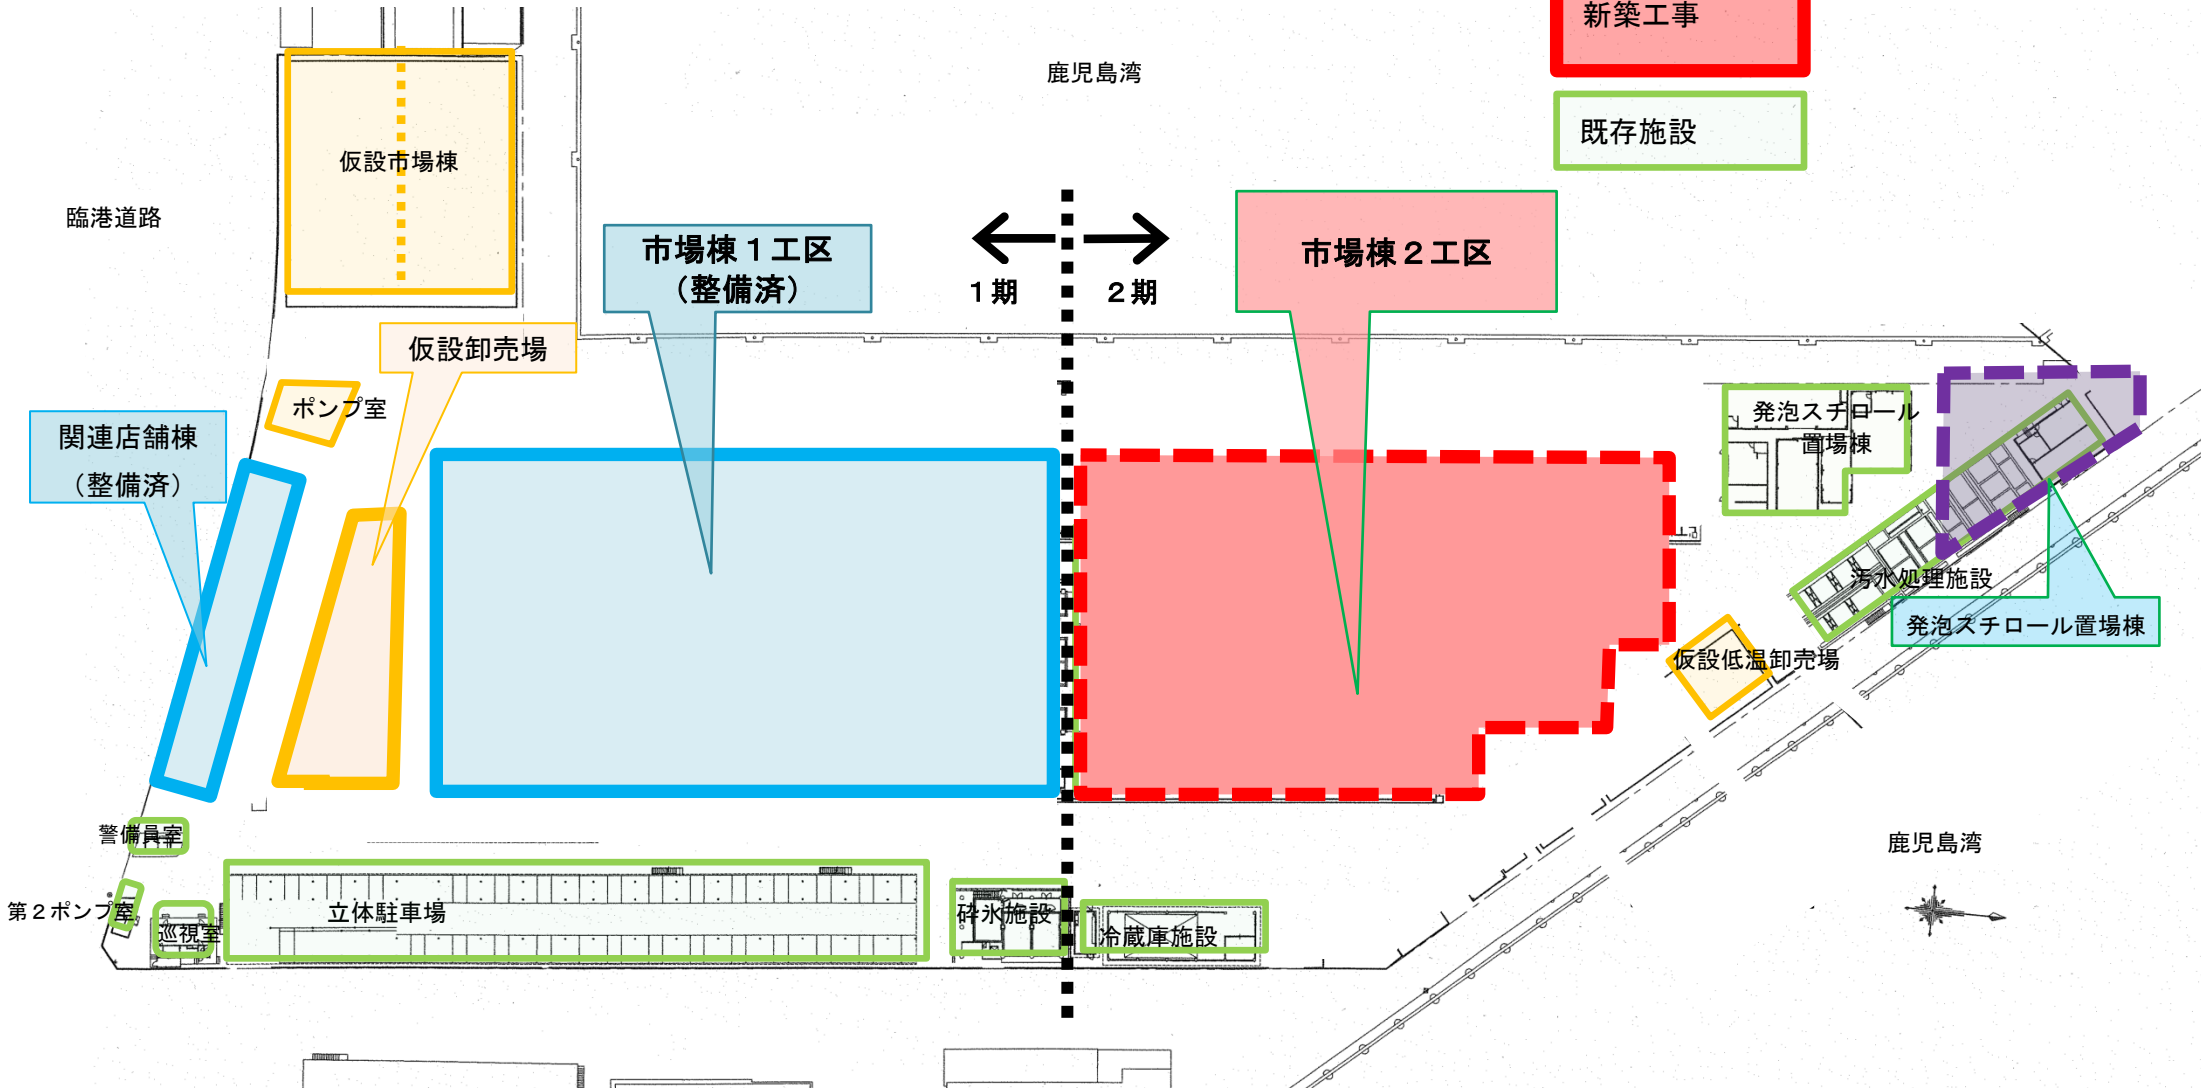 新築工事
鹿児島湾
既存施設
仮設市場棟
臨港道路
市場棟１工区
（整備済）
１期
２期
市場棟２工区
仮設卸売場
ポンプ室
関連店舗棟
（整備済）
発泡スチロール
置場棟
汚水処理施設
発泡スチロール置場棟
仮設低温卸売場
警備員室
鹿児島湾
第２ポンプ室
巡視室
立体駐車場
砕氷施設
冷蔵庫施設